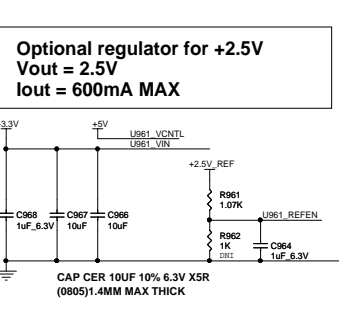 Optional regulator for +2.5V
Vout = 2.5V
Iout = 600mA MAX
+3.3V
+5V
U961_VCNTL
U961_VIN
+2.5V_REF
R961
1.07K
C968
1uF_6.3V
C967
10uF
C966
10uF
U961_REFEN
R962
1K
DNI
C964
1uF_6.3V
CAP CER 10UF 10% 6.3V X5R
(0805)1.4MM MAX THICK